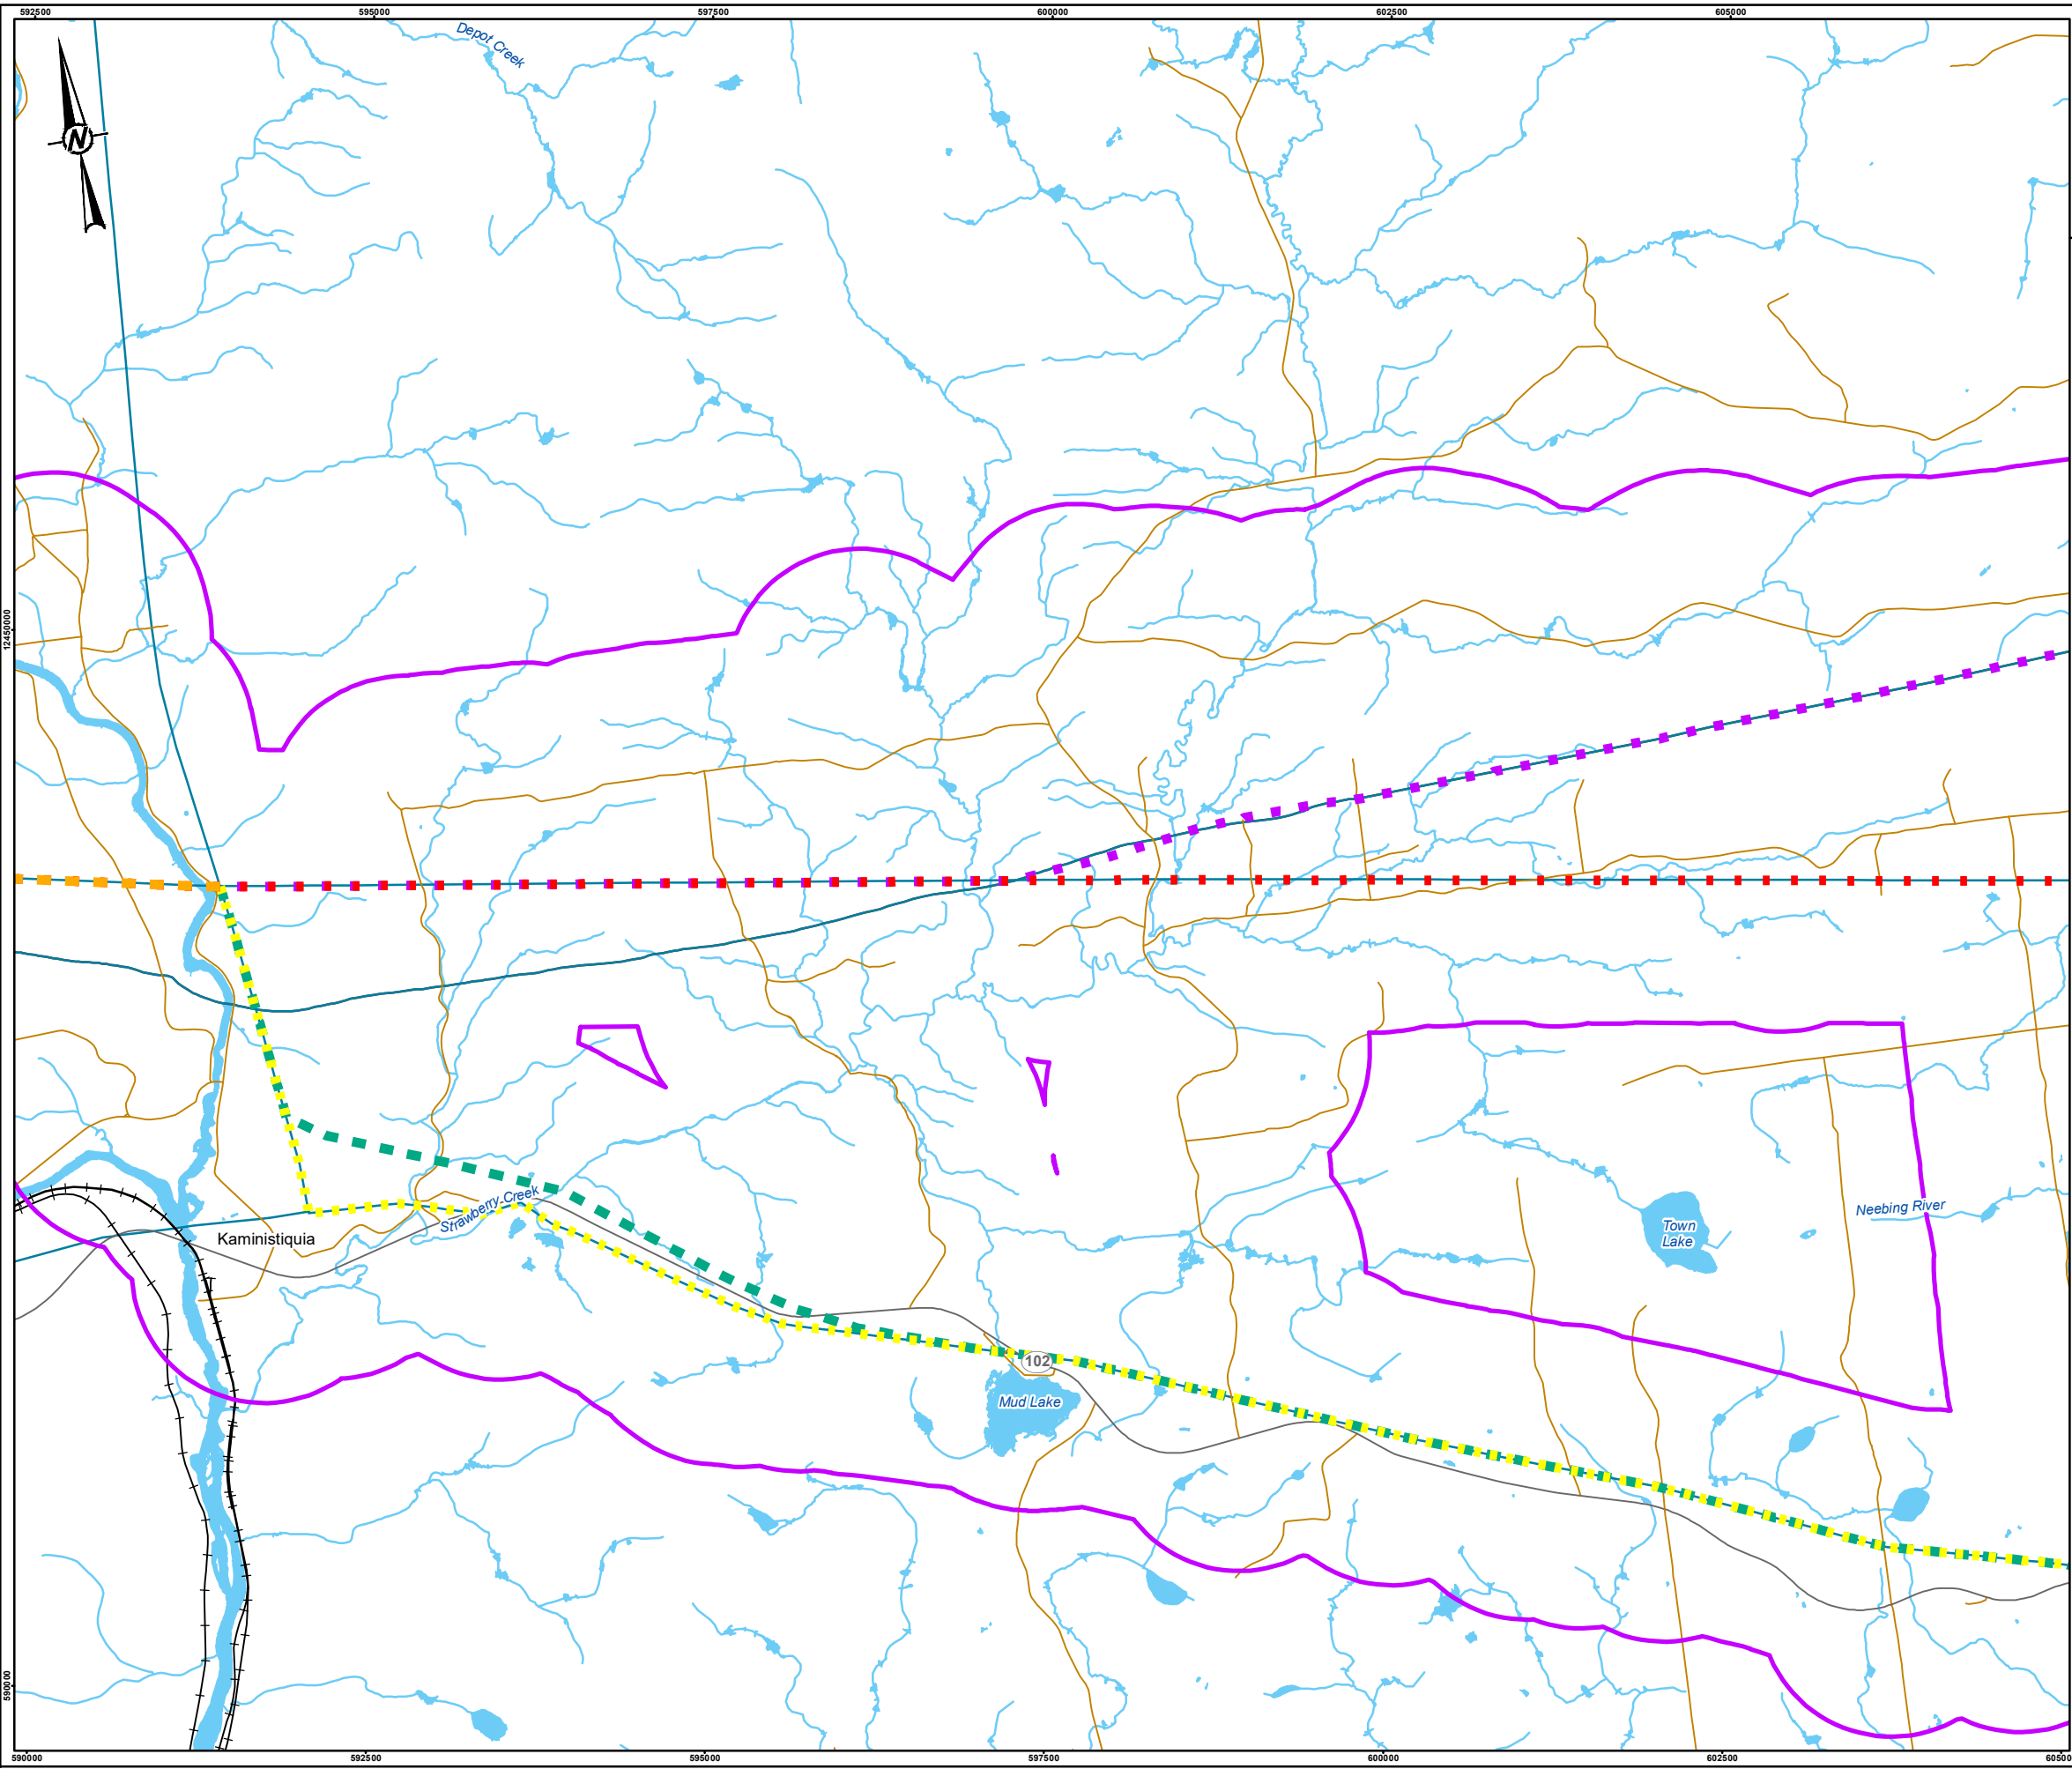 592500 595000 597500 600000 602500 605000
Depot Creek
N
12450000
Strawberry Creek
Neebing River
Town
Lake
Kaministiquia
102
Mud Lake
590000 592500 595000 597500 600000 602500